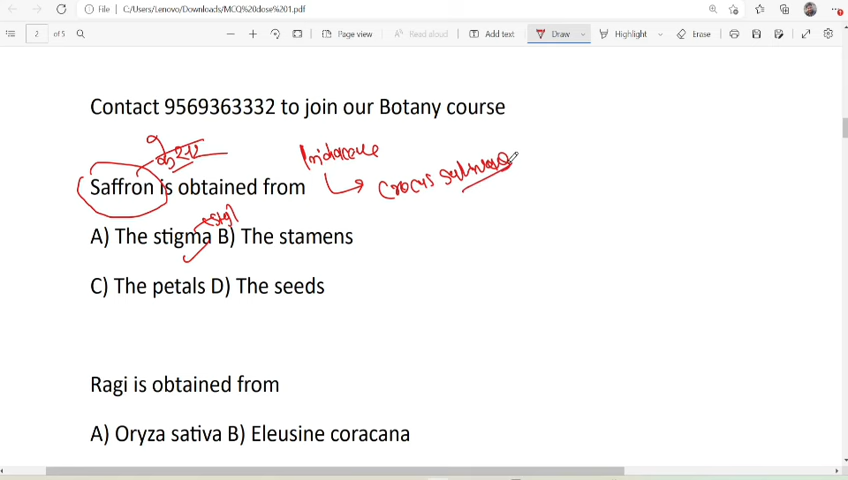 File C:/Users/Lenovo/Downloads/MCQ%20dose%201.pdf
2 of 5 Page view Read aloud Add text Draw Highlight Erase
Contact 9569363332 to join our Botany course
Iridaceae
Saffron is obtained from
Crocus sativus
A) The stigma B) The stamens
C) The petals D) The seeds
Ragi is obtained from
A) Oryza sativa B) Eleusine coracana